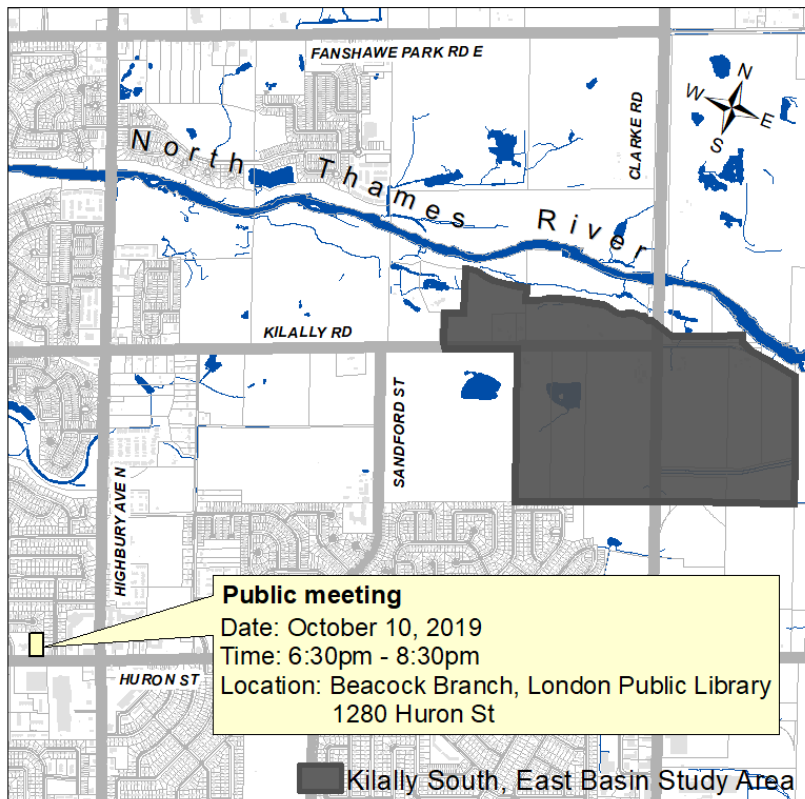 FANSHAWE PARK RD E
N
W
E
S
CLARKE RD
North Thames River
KILALLY RD
SANDFORD ST
HIGHBURY AVE N
Public meeting
Date: October 10, 2019
Time: 6:30pm - 8:30pm
Location: Beacock Branch, London Public Library
1280 Huron St
HURON ST
Kilally South, East Basin Study Area